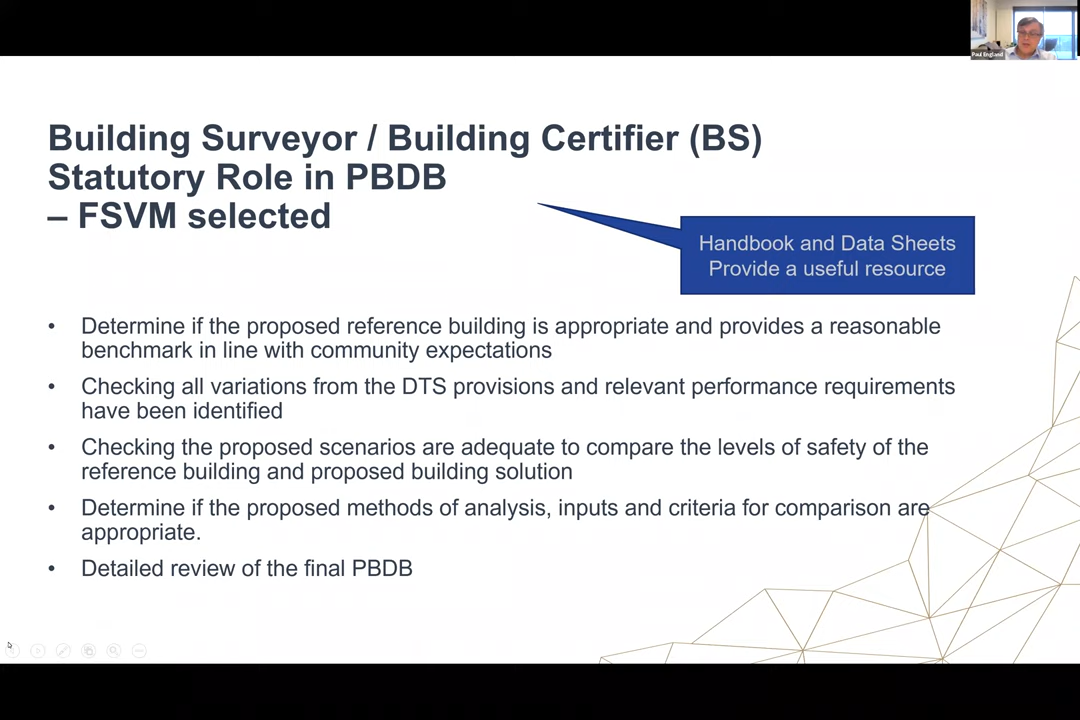 Paul England
Building Surveyor / Building Certifier (BS)
Statutory Role in PBDB
– FSVM selected
Handbook and Data Sheets
Provide a useful resource
• Determine if the proposed reference building is appropriate and provides a reasonable
benchmark in line with community expectations
• Checking all variations from the DTS provisions and relevant performance requirements
have been identified
• Checking the proposed scenarios are adequate to compare the levels of safety of the
reference building and proposed building solution
• Determine if the proposed methods of analysis, inputs and criteria for comparison are
appropriate.
• Detailed review of the final PBDB